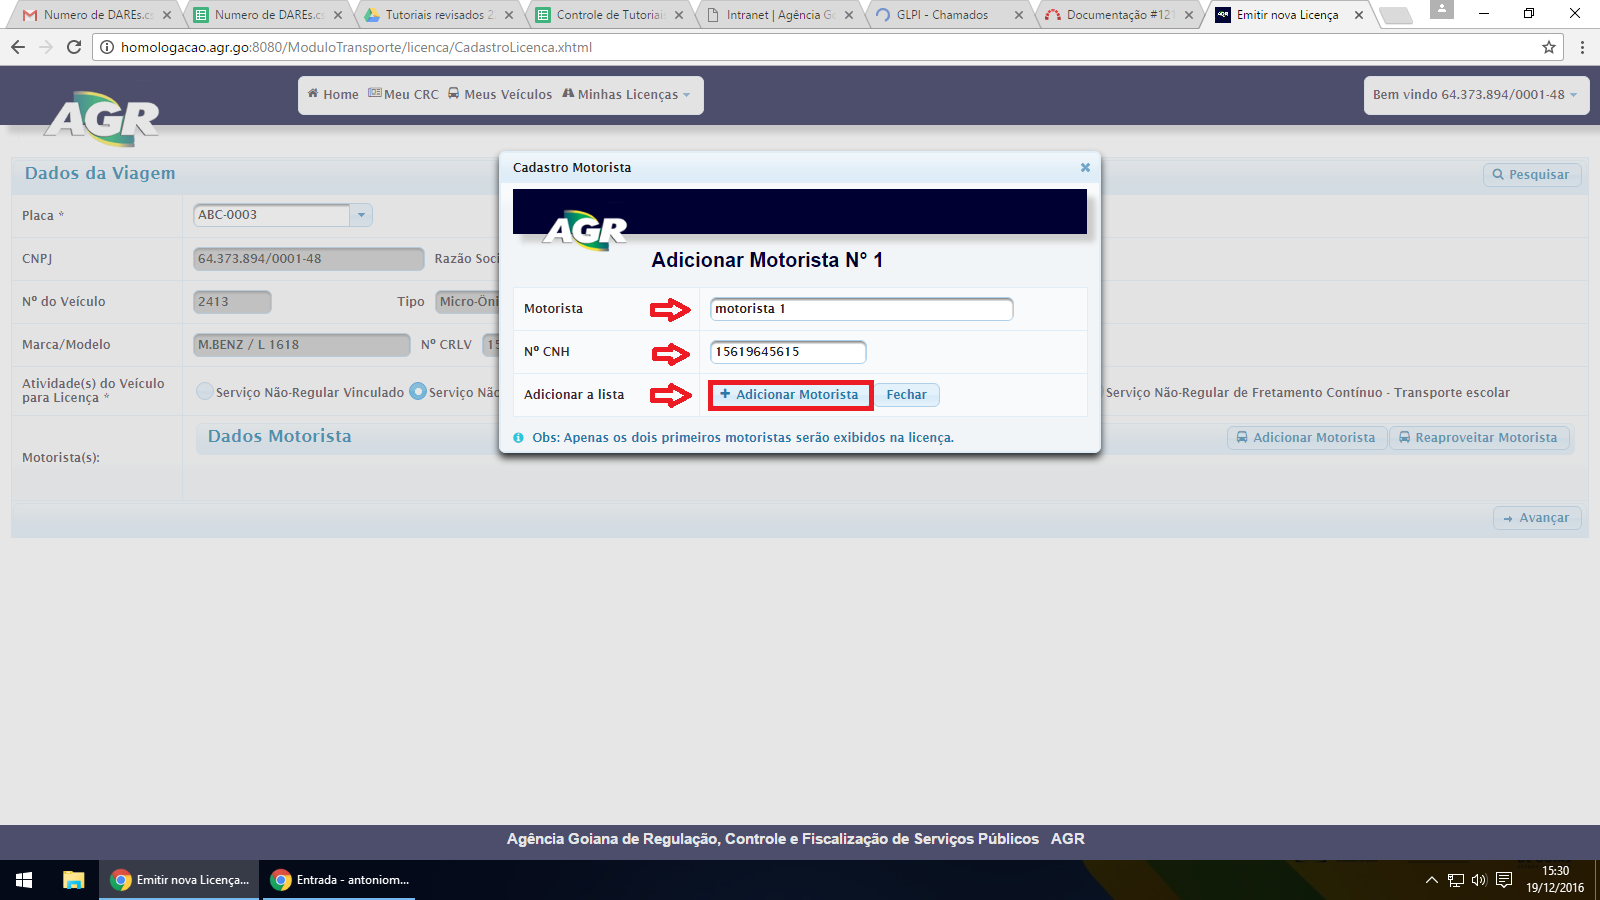 Numero de DAREs.cs
Numero de DAREs.cs
Tutoriais revisados 2
Controle de Tutoriai
Intranet | Agência Go
GLPI - Chamados
Documentação #121
Emitir nova Licença
homologacao.agr.go:8080/ModuloTransporte/licenca/CadastroLicenca.xhtml
AGR
Home
Meu CRC
Meus Veículos
Minhas Licenças
Bem vindo 64.373.894/0001-48
Dados da Viagem
Pesquisar
Placa *
ABC-0003
CNPJ
64.373.894/0001-48
Razão Soci
Nº do Veículo
2413
Tipo
Micro-Ôni
Marca/Modelo
M.BENZ / L 1618
Nº CRLV
15
Atividade(s) do Veículo
para Licença *
Serviço Não-Regular Vinculado
Serviço Não
Serviço Não-Regular de Fretamento Contínuo - Transporte escolar
Motorista(s):
Dados Motorista
Adicionar Motorista
Reaproveitar Motorista
Avançar
Cadastro Motorista
AGR
Adicionar Motorista N° 1
Motorista
motorista 1
Nº CNH
15619645615
Adicionar a lista
Adicionar Motorista
Fechar
Obs: Apenas os dois primeiros motoristas serão exibidos na licença.
Agência Goiana de Regulação, Controle e Fiscalização de Serviços Públicos AGR
Emitir nova Licença...
Entrada - antoniom...
15:30
19/12/2016